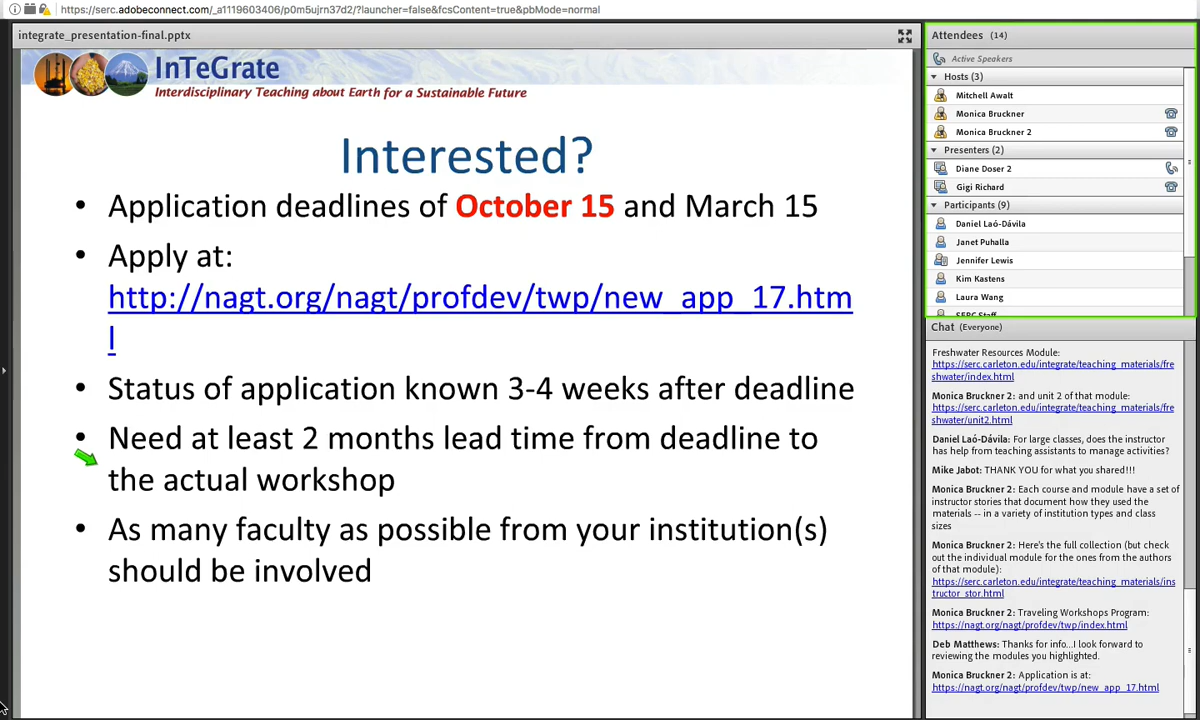 https://serc.adobeconnect.com/_a1119603406/p0m5ujrn37d2/?launcher=false&fcsContent=true&pbMode=normal
integrate_presentation-final.pptx
InTeGrate
Interdisciplinary Teaching about Earth for a Sustainable Future
Interested?
• Application deadlines of October 15 and March 15
• Apply at:
http://nagt.org/nagt/profdev/twp/new_app_17.htm
l
• Status of application known 3-4 weeks after deadline
• Need at least 2 months lead time from deadline to
the actual workshop
• As many faculty as possible from your institution(s)
should be involved
Attendees (14)
Active Speakers
Hosts (3)
Mitchell Awalt
Monica Bruckner
Monica Bruckner 2
Presenters (2)
Diane Doser 2
Gigi Richard
Participants (9)
Daniel Laó-Dávila
Janet Puhalla
Jennifer Lewis
Kim Kastens
Laura Wang
SERC Staff
Chat (Everyone)
Freshwater Resources Module:
https://serc.carleton.edu/integrate/teaching_materials/fre
shwater/index.html
Monica Bruckner 2: and unit 2 of that module:
https://serc.carleton.edu/integrate/teaching_materials/fre
shwater/unit2.html
Daniel Laó-Dávila: For large classes, does the instructor
has help from teaching assistants to manage activities?
Mike Jabot: THANK YOU for what you shared!!!
Monica Bruckner 2: Each course and module have a set of
instructor stories that document how they used the
materials -- in a variety of institution types and class
sizes
Monica Bruckner 2: Here's the full collection (but check
out the individual module for the ones from the authors
of that module):
https://serc.carleton.edu/integrate/teaching_materials/ins
tructor_stor.html
Monica Bruckner 2: Traveling Workshops Program:
https://nagt.org/nagt/profdev/twp/index.html
Deb Matthews: Thanks for info...I look forward to
reviewing the modules you highlighted.
Monica Bruckner 2: Application is at:
https://nagt.org/nagt/profdev/twp/new_app_17.html